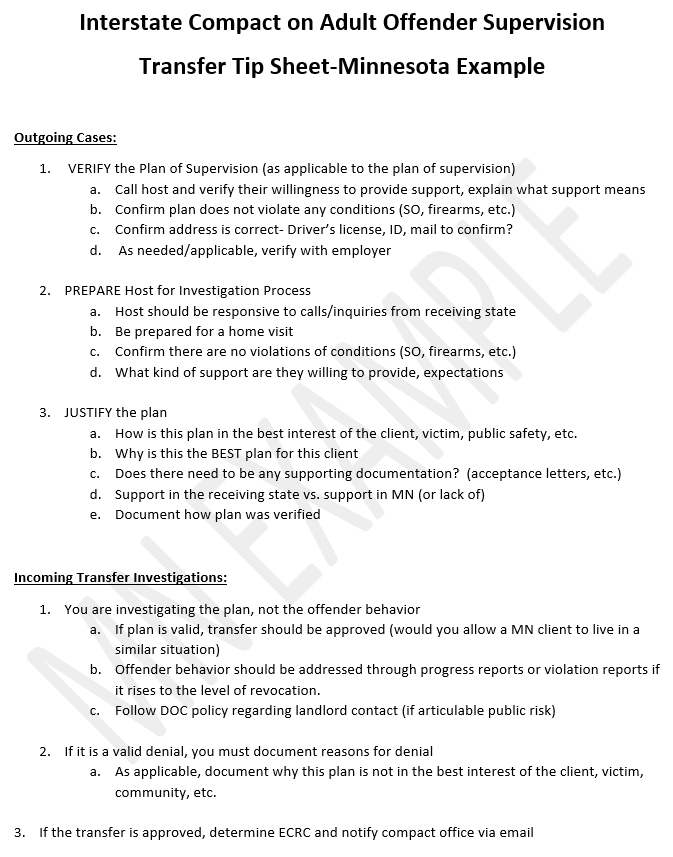 Interstate Compact on Adult Offender Supervision
Transfer Tip Sheet-Minnesota Example
Outgoing Cases:
1. VERIFY the Plan of Supervision (as applicable to the plan of supervision)
a. Call host and verify their willingness to provide support, explain what support means
b. Confirm plan does not violate any conditions (SO, firearms, etc.)
c. Confirm address is correct- Driver’s license, ID, mail to confirm?
d. As needed/applicable, verify with employer
2. PREPARE Host for Investigation Process
a. Host should be responsive to calls/inquiries from receiving state
b. Be prepared for a home visit
c. Confirm there are no violations of conditions (SO, firearms, etc.)
d. What kind of support are they willing to provide, expectations
3. JUSTIFY the plan
a. How is this plan in the best interest of the client, victim, public safety, etc.
b. Why is this the BEST plan for this client
c. Does there need to be any supporting documentation? (acceptance letters, etc.)
d. Support in the receiving state vs. support in MN (or lack of)
e. Document how plan was verified
Incoming Transfer Investigations:
1. You are investigating the plan, not the offender behavior
a. If plan is valid, transfer should be approved (would you allow a MN client to live in a
similar situation)
b. Offender behavior should be addressed through progress reports or violation reports if
it rises to the level of revocation.
c. Follow DOC policy regarding landlord contact (if articulable public risk)
2. If it is a valid denial, you must document reasons for denial
a. As applicable, document why this plan is not in the best interest of the client, victim,
community, etc.
3. If the transfer is approved, determine ECRC and notify compact office via email
MN EXAMPLE